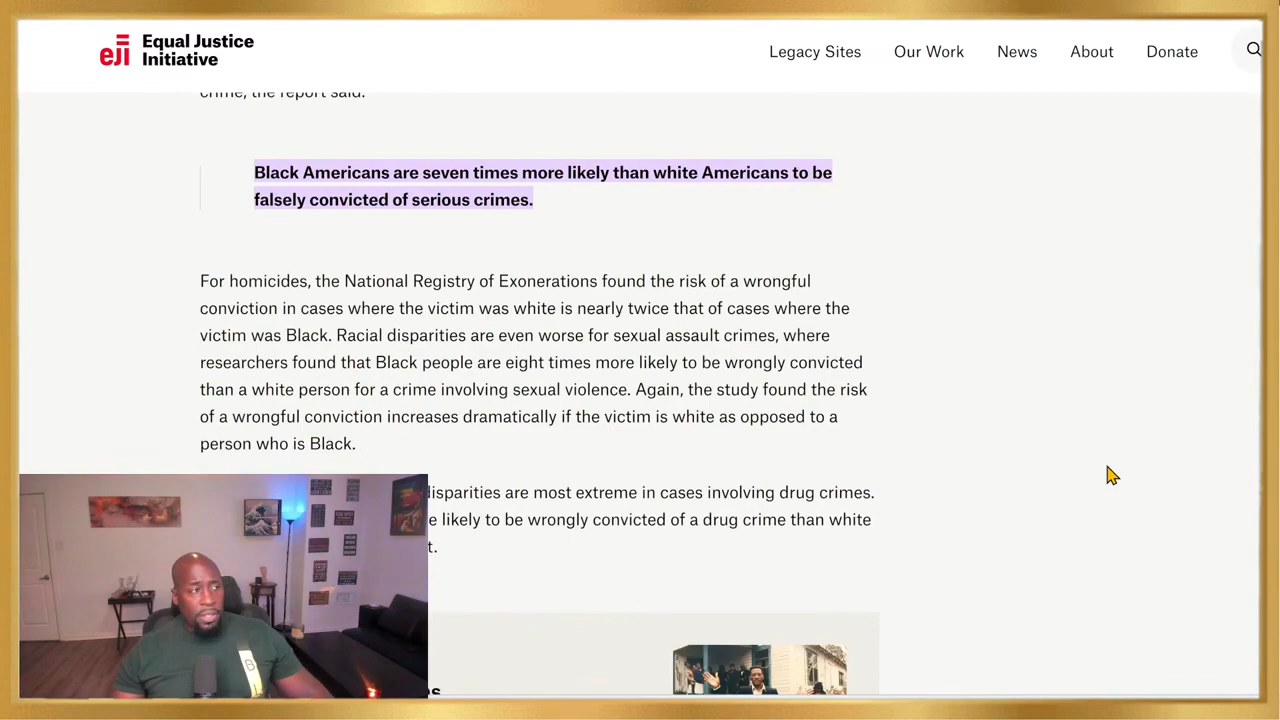 Equal Justice
Initiative
eji
Legacy Sites Our Work News About Donate
crime, the report said.
Black Americans are seven times more likely than white Americans to be
falsely convicted of serious crimes.
For homicides, the National Registry of Exonerations found the risk of a wrongful
conviction in cases where the victim was white is nearly twice that of cases where the
victim was Black. Racial disparities are even worse for sexual assault crimes, where
researchers found that Black people are eight times more likely to be wrongly convicted
than a white person for a crime involving sexual violence. Again, the study found the risk
of a wrongful conviction increases dramatically if the victim is white as opposed to a
person who is Black.
disparities are most extreme in cases involving drug crimes.
e likely to be wrongly convicted of a drug crime than white
t.
es
B